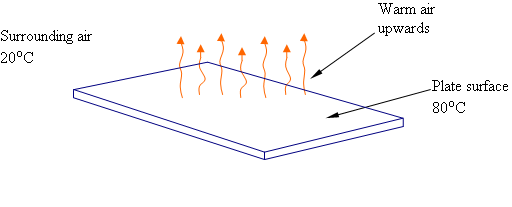 Surrounding air
20°C
Warm air
upwards
Plate surface
80°C